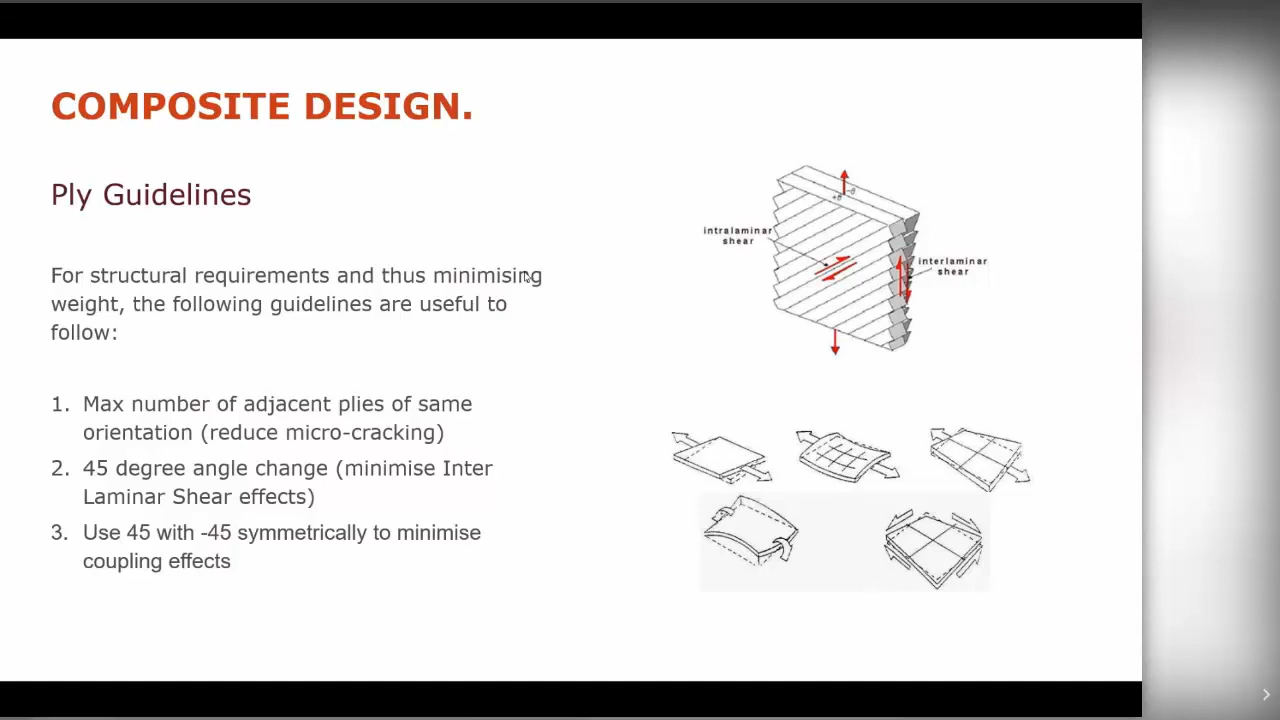 COMPOSITE DESIGN.
Ply Guidelines
For structural requirements and thus minimising
weight, the following guidelines are useful to
follow:
1. Max number of adjacent plies of same
orientation (reduce micro-cracking)
2. 45 degree angle change (minimise Inter
Laminar Shear effects)
3. Use 45 with -45 symmetrically to minimise
coupling effects
intralaminar
shear
interlaminar
shear